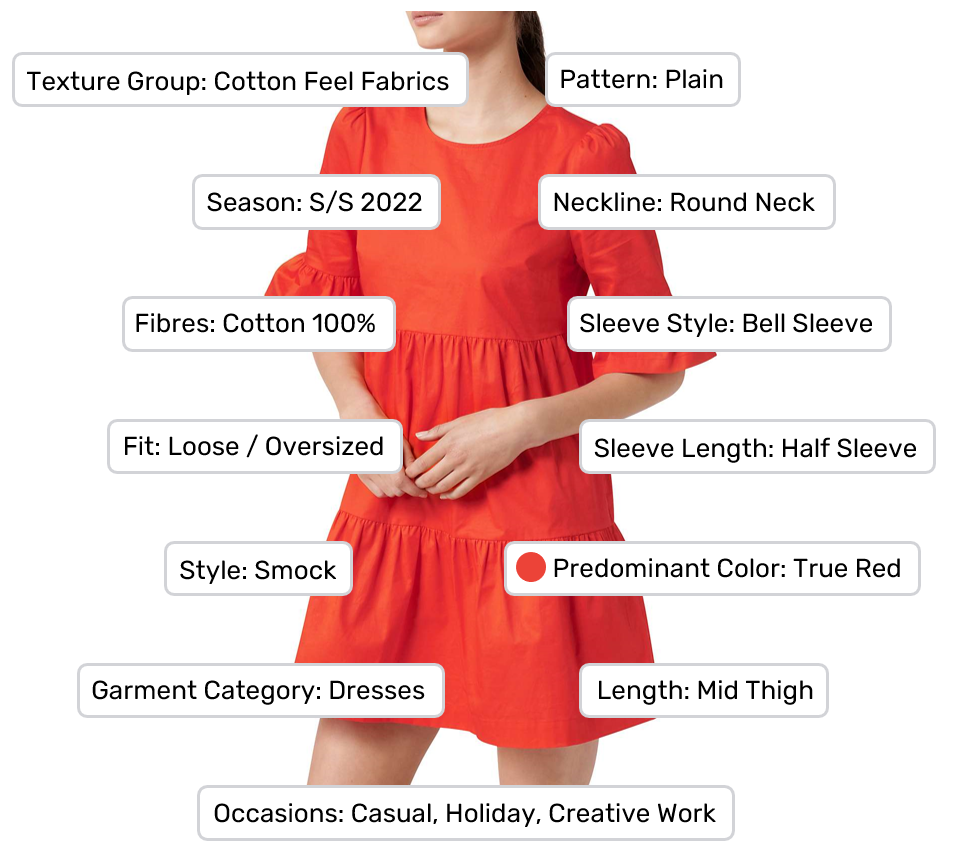 Texture Group: Cotton Feel Fabrics
Pattern: Plain
Season: S/S 2022
Neckline: Round Neck
Fibres: Cotton 100%
Sleeve Style: Bell Sleeve
Fit: Loose / Oversized
Sleeve Length: Half Sleeve
Style: Smock
Predominant Color: True Red
Garment Category: Dresses
Length: Mid Thigh
Occasions: Casual, Holiday, Creative Work